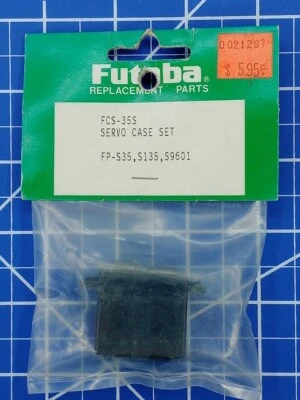 0021297
$ 5.95
Futaba
REPLACEMENT PARTS
FCS-35S
SERVO CASE SET
FP-S35,S135,S9601